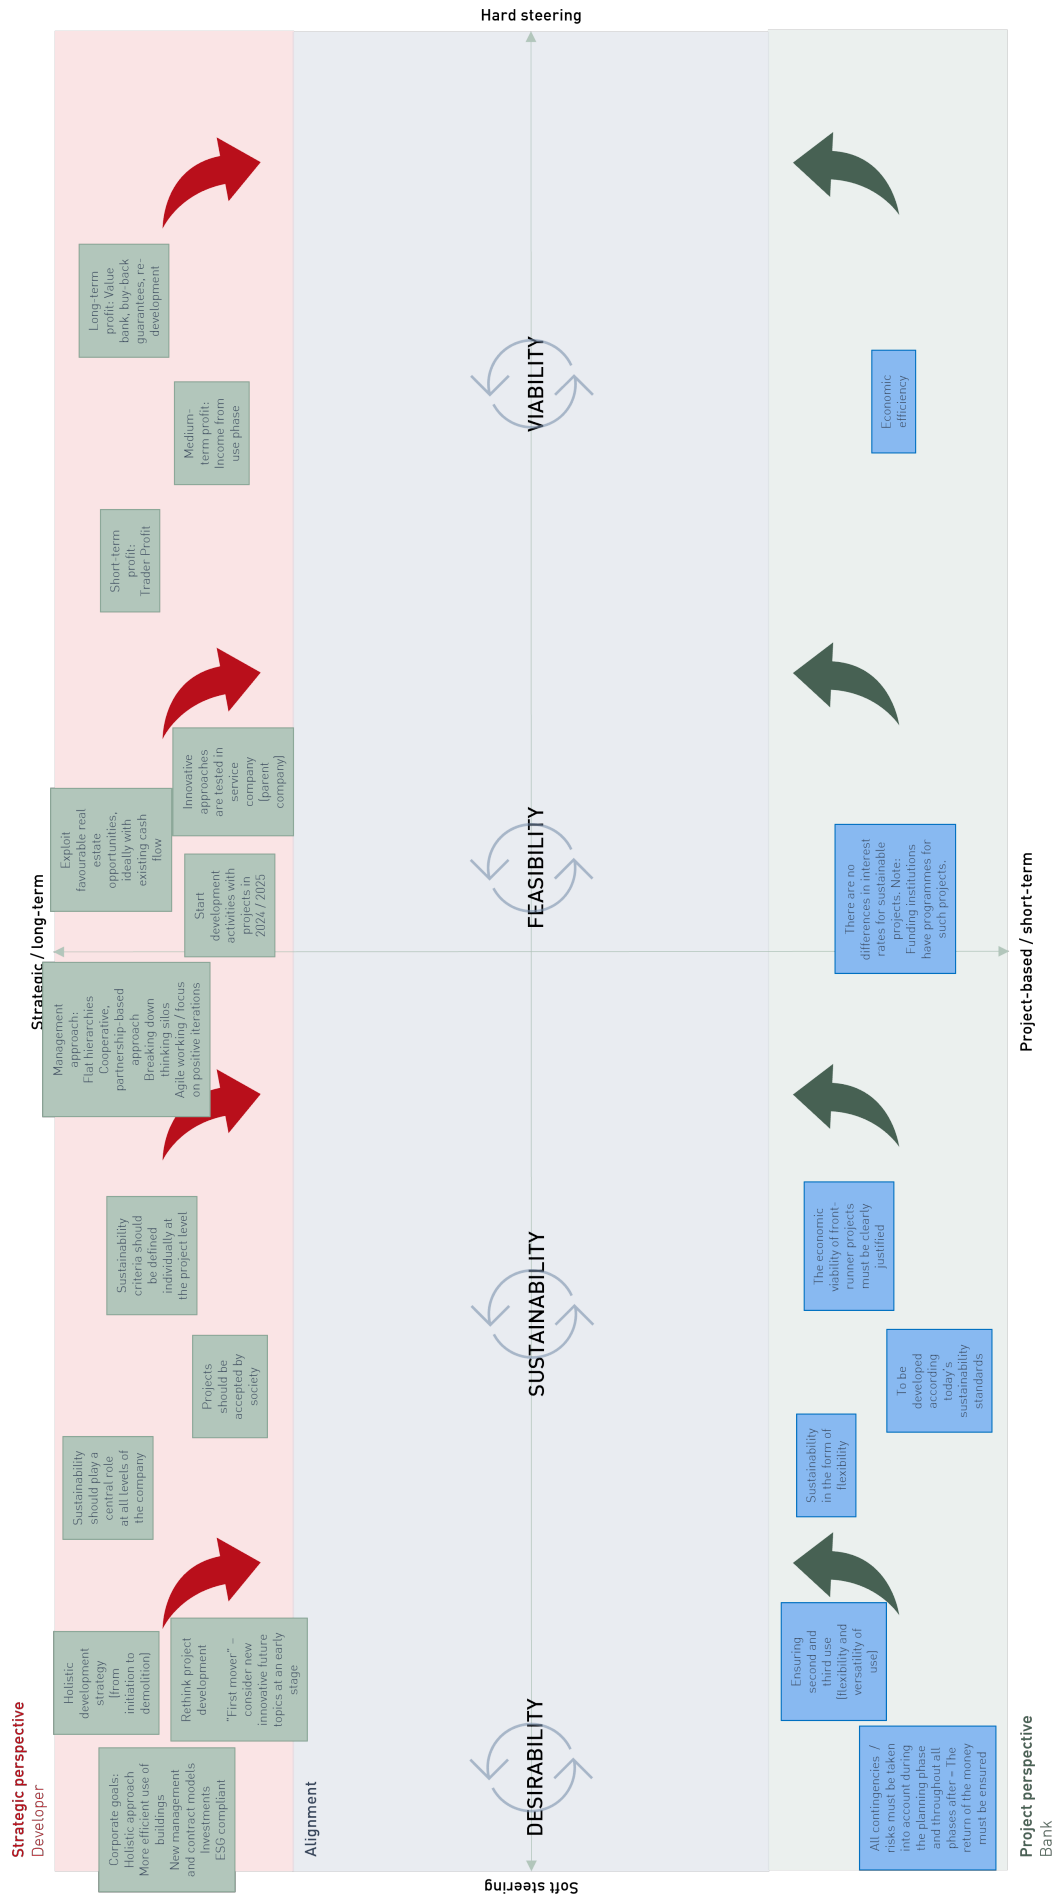 Hard steering
Strategic perspective
Developer
Strategic / long-term
Corporate goals:
Holistic approach
More efficient use of
buildings
New management
and contract models
Investments
ESG compliant
Holistic
development
strategy
(from
initiation to
demolition)
Rethink project
development
"First mover" –
consider new
innovative future
topics at an early
stage
Sustainability
should play a
central role
at all levels of
the company
Projects
should be
accepted by
society
Sustainability
criteria should
be defined
individually at
the project level
Management
approach:
Flat hierarchies
Cooperative,
partnership-based
approach
Breaking down
thinking silos
Agile working / focus
on positive iterations
Start
development
activities with
projects in
2024 / 2025
Exploit
favourable real
estate
opportunities,
ideally with
existing cash
flow
Innovative
approaches
are tested in
service
company
(parent
company)
Short-term
profit:
Trader Profit
Medium-
term profit:
Income from
use phase
Long-term
profit: Value
bank, buy-back
guarantees, re-
development
Alignment
DESIRABILITY
SUSTAINABILITY
FEASIBILITY
VIABILITY
All contingencies /
risks must be taken
into account during
the planning phase
and throughout all
phases after – The
return of the money
must be ensured
Ensuring
second and
third use
(flexibility and
versatility of
use)
Sustainability
in the form of
flexibility
To be
developed
according
today's
sustainability
standards
The economic
viability of front-
runner projects
must be clearly
justified
There are no
differences in interest
rates for sustainable
projects. Note:
Funding institutions
have programmes for
such projects.
Economic
efficiency
Project perspective
Bank
Project-based / short-term
Soft steering